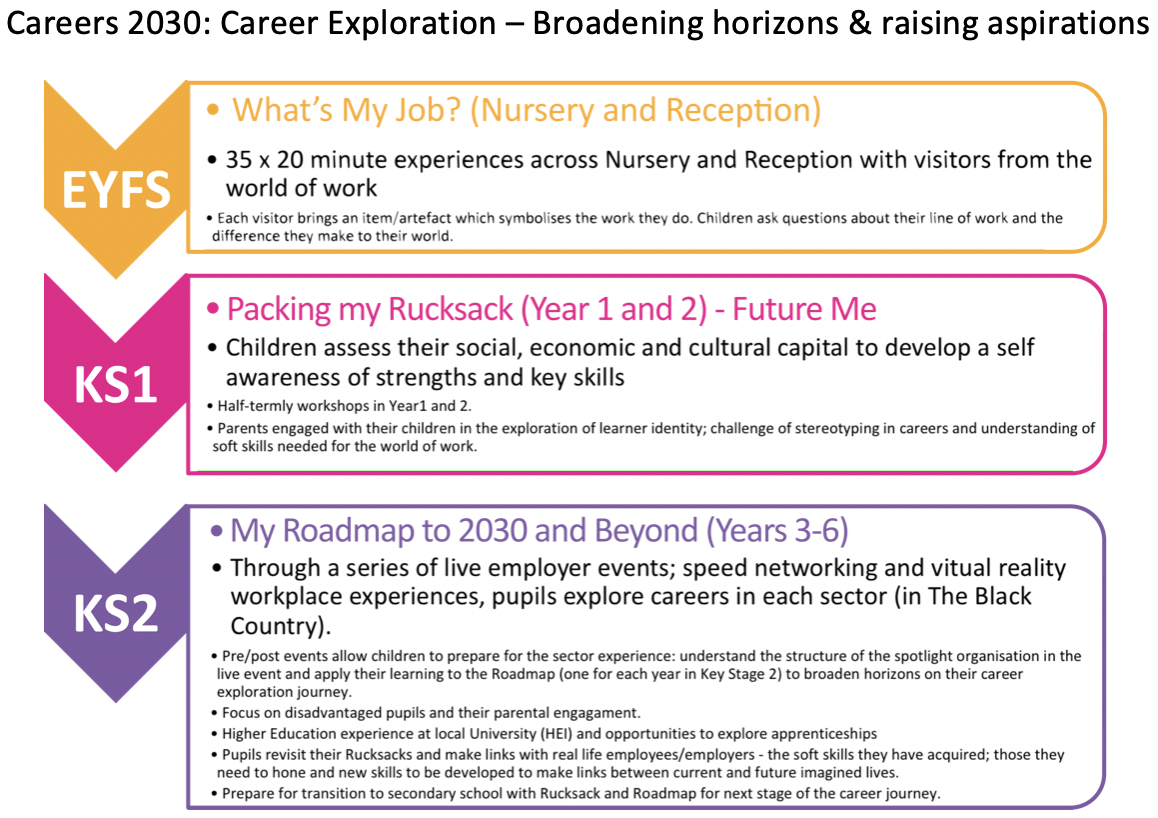 Careers 2030: Career Exploration – Broadening horizons & raising aspirations
EYFS
• What's My Job? (Nursery and Reception)
• 35 x 20 minute experiences across Nursery and Reception with visitors from the
world of work
• Each visitor brings an item/artefact which symbolises the work they do. Children ask questions about their line of work and the
difference they make to their world.
KS1
• Packing my Rucksack (Year 1 and 2) - Future Me
• Children assess their social, economic and cultural capital to develop a self
awareness of strengths and key skills
• Half-termly workshops in Year1 and 2.
• Parents engaged with their children in the exploration of learner identity; challenge of stereotyping in careers and understanding of
soft skills needed for the world of work.
KS2
• My Roadmap to 2030 and Beyond (Years 3-6)
• Through a series of live employer events; speed networking and vitual reality
workplace experiences, pupils explore careers in each sector (in The Black
Country).
• Pre/post events allow children to prepare for the sector experience: understand the structure of the spotlight organisation in the
live event and apply their learning to the Roadmap (one for each year in Key Stage 2) to broaden horizons on their career
exploration journey.
• Focus on disadvantaged pupils and their parental engagament.
• Higher Education experience at local University (HEI) and opportunities to explore apprenticeships
• Pupils revisit their Rucksacks and make links with real life employees/employers - the soft skills they have acquired; those they
need to hone and new skills to be developed to make links between current and future imagined lives.
• Prepare for transition to secondary school with Rucksack and Roadmap for next stage of the career journey.